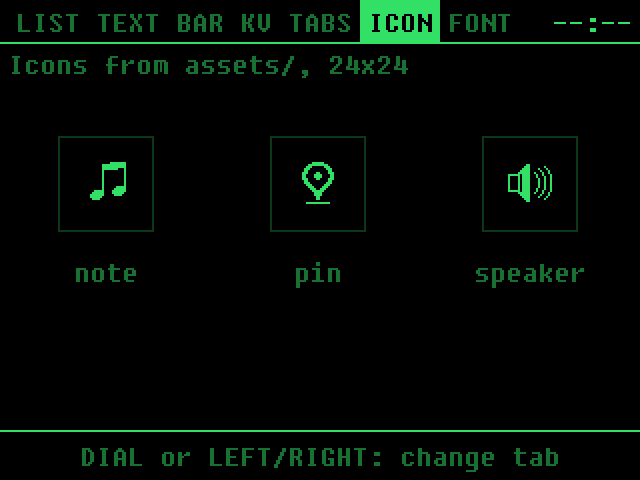 LIST TEXT BAR KV TABS ICON FONT --:--
Icons from assets/, 24x24
note pin speaker
DIAL or LEFT/RIGHT: change tab